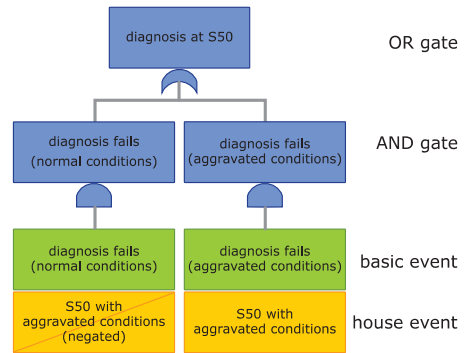 diagnosis at S50
OR gate
diagnosis fails
(normal conditions)
diagnosis fails
(aggravated conditions)
AND gate
diagnosis fails
(normal conditions)
diagnosis fails
(aggravated conditions)
basic event
S50 with
aggravated conditions
(negated)
S50 with
aggravated conditions
house event